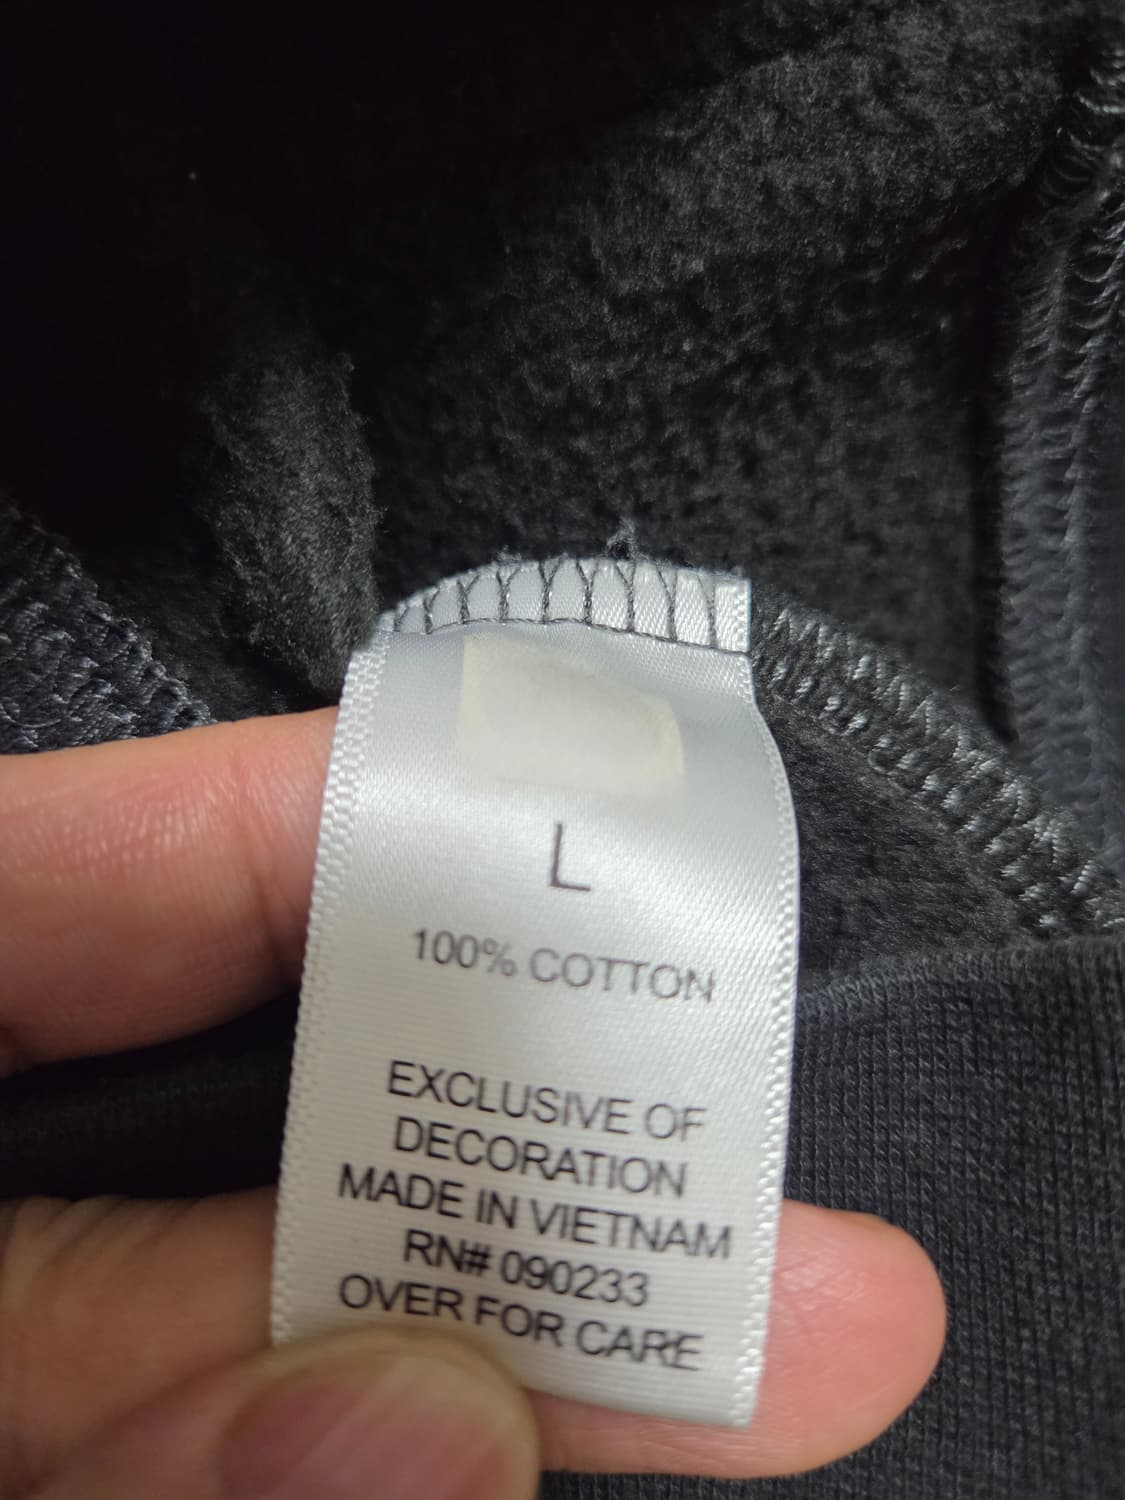 L
100% COTTON
EXCLUSIVE OF
DECORATION
MADE IN VIETNAM
RN# 090233
OVER FOR CARE